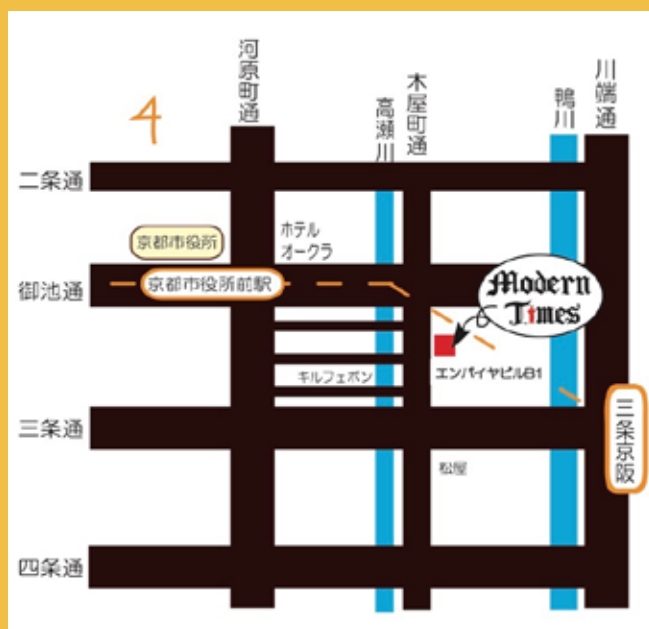 河原町通
高瀬川
木屋町通
鴨川
川端通
二条通
京都市役所
ホテル
オークラ
御池通
京都市役所前駅
Modern
Times
エンパイヤビルB1
キルフェボン
三条通
三条京阪
松屋
四条通